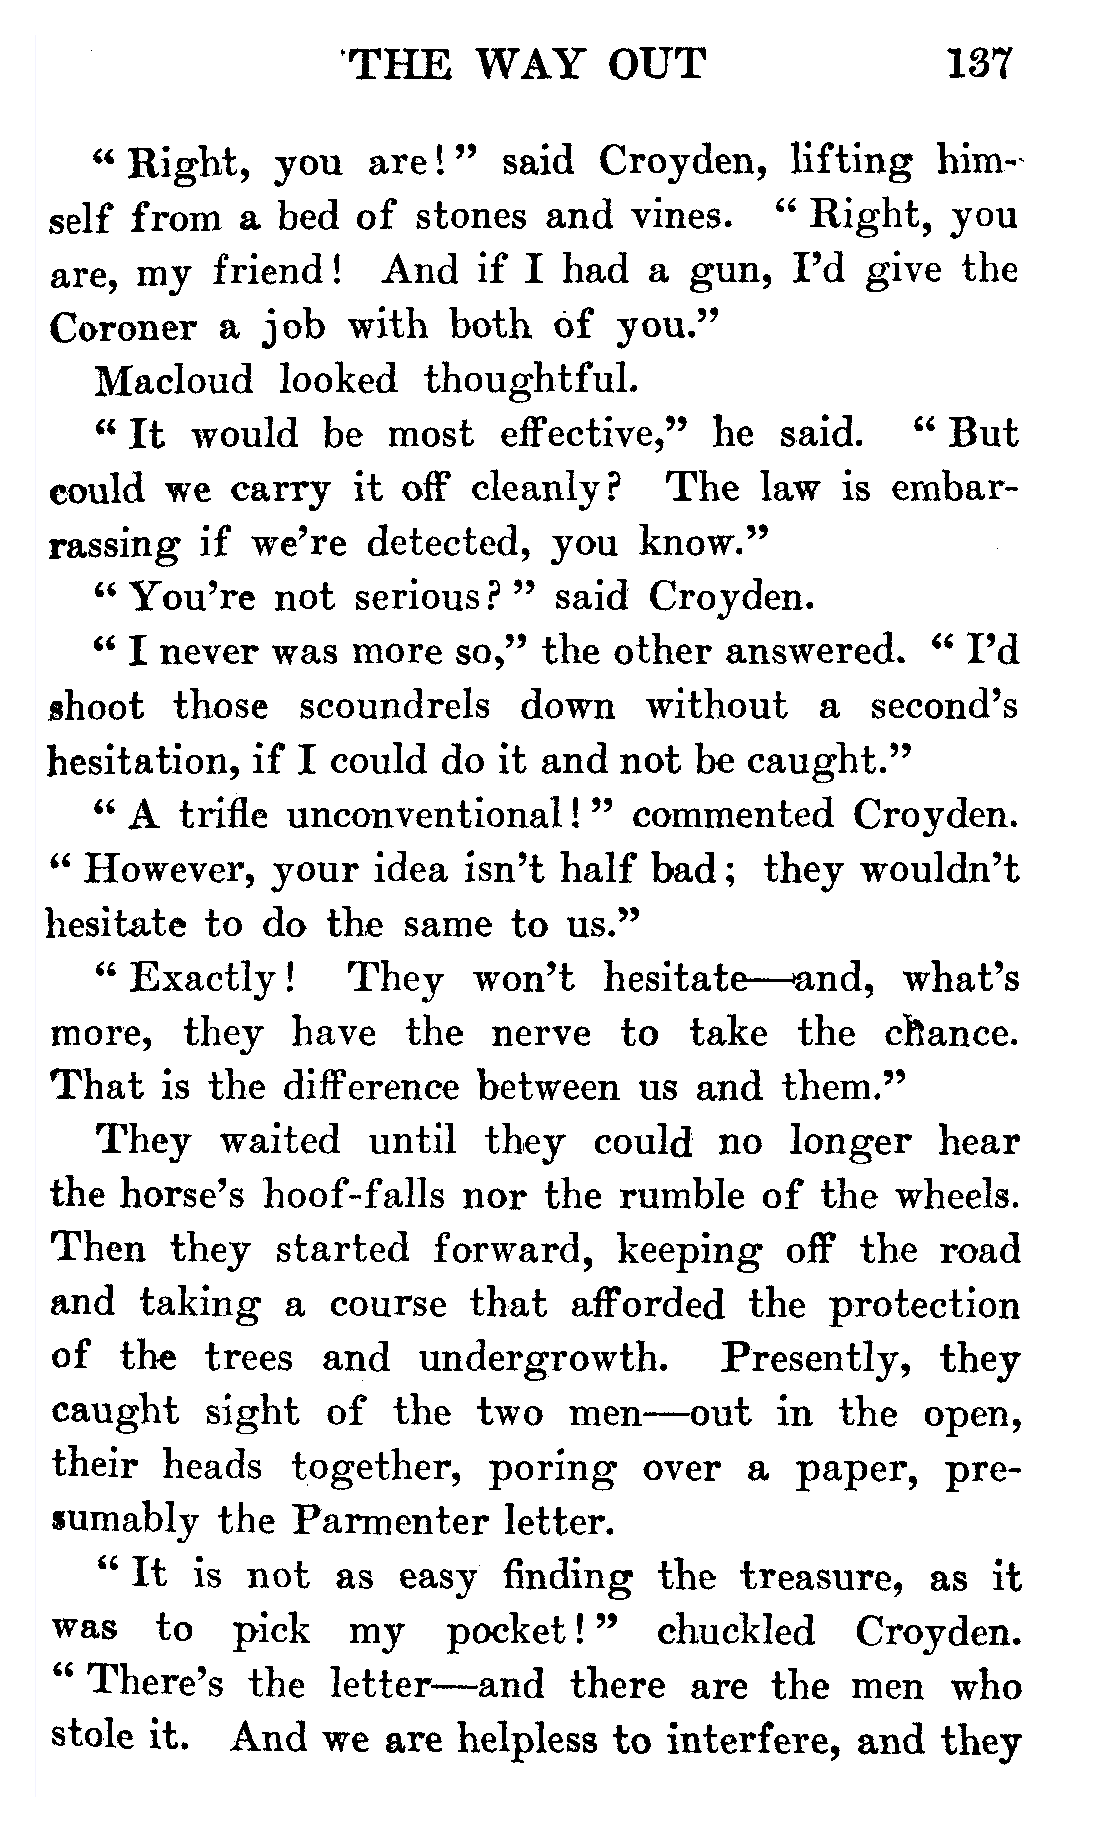 THE WAY OUT 137
“Right, you are!” said Croyden, lifting him-
self from a bed of stones and vines. “Right, you
are, my friend! And if I had a gun, I’d give the
Coroner a job with both of you.”
Macloud looked thoughtful.
“It would be most effective,” he said. “But
could we carry it off cleanly? The law is embar-
rassing if we’re detected, you know.”
“You’re not serious?” said Croyden.
“I never was more so,” the other answered. “I’d
shoot those scoundrels down without a second’s
hesitation, if I could do it and not be caught.”
“A trifle unconventional!” commented Croyden.
“However, your idea isn’t half bad; they wouldn’t
hesitate to do the same to us.”
“Exactly! They won’t hesitate—and, what’s
more, they have the nerve to take the chance.
That is the difference between us and them.”
They waited until they could no longer hear
the horse’s hoof-falls nor the rumble of the wheels.
Then they started forward, keeping off the road
and taking a course that afforded the protection
of the trees and undergrowth. Presently, they
caught sight of the two men—out in the open,
their heads together, poring over a paper, pre-
sumably the Parmenter letter.
“It is not as easy finding the treasure, as it
was to pick my pocket!” chuckled Croyden.
“There’s the letter—and there are the men who
stole it. And we are helpless to interfere, and they